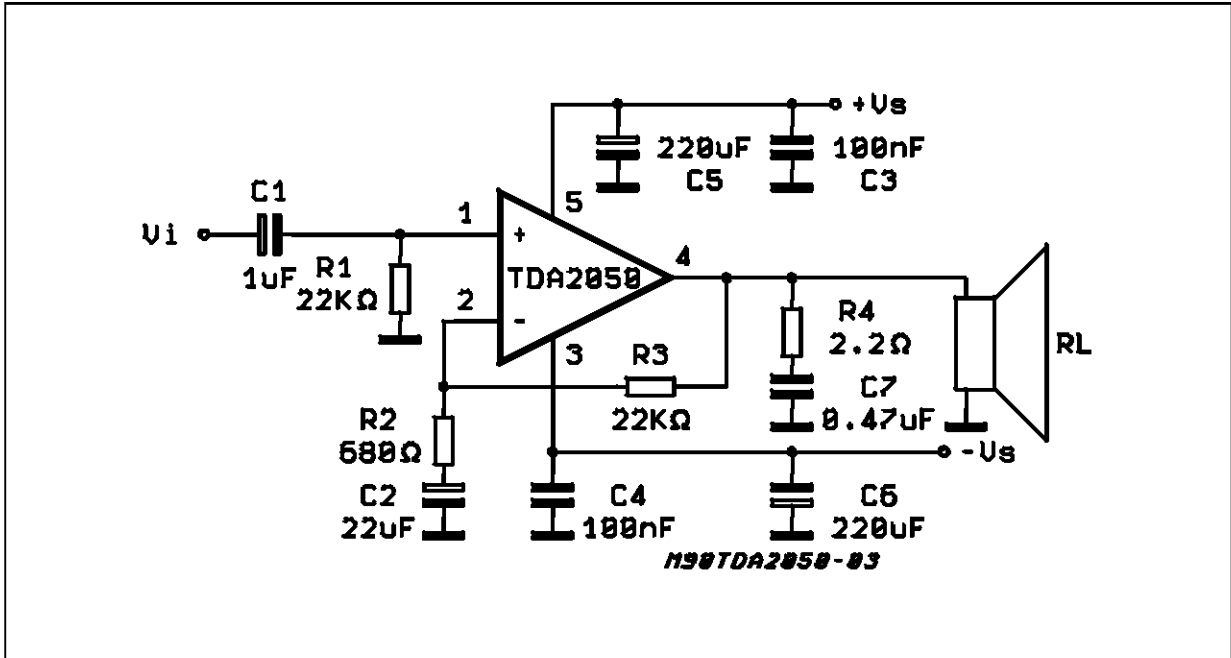 +Vs
220uF
C5
100nF
C3
C1
Vi
1uF
R1
22KΩ
1
+
5
TDA2050
4
2
-
3
R3
22KΩ
R4
2.2Ω
C7
0.47uF
RL
R2
680Ω
C2
22uF
C4
100nF
-Vs
C6
220uF
M90TDA2050-03